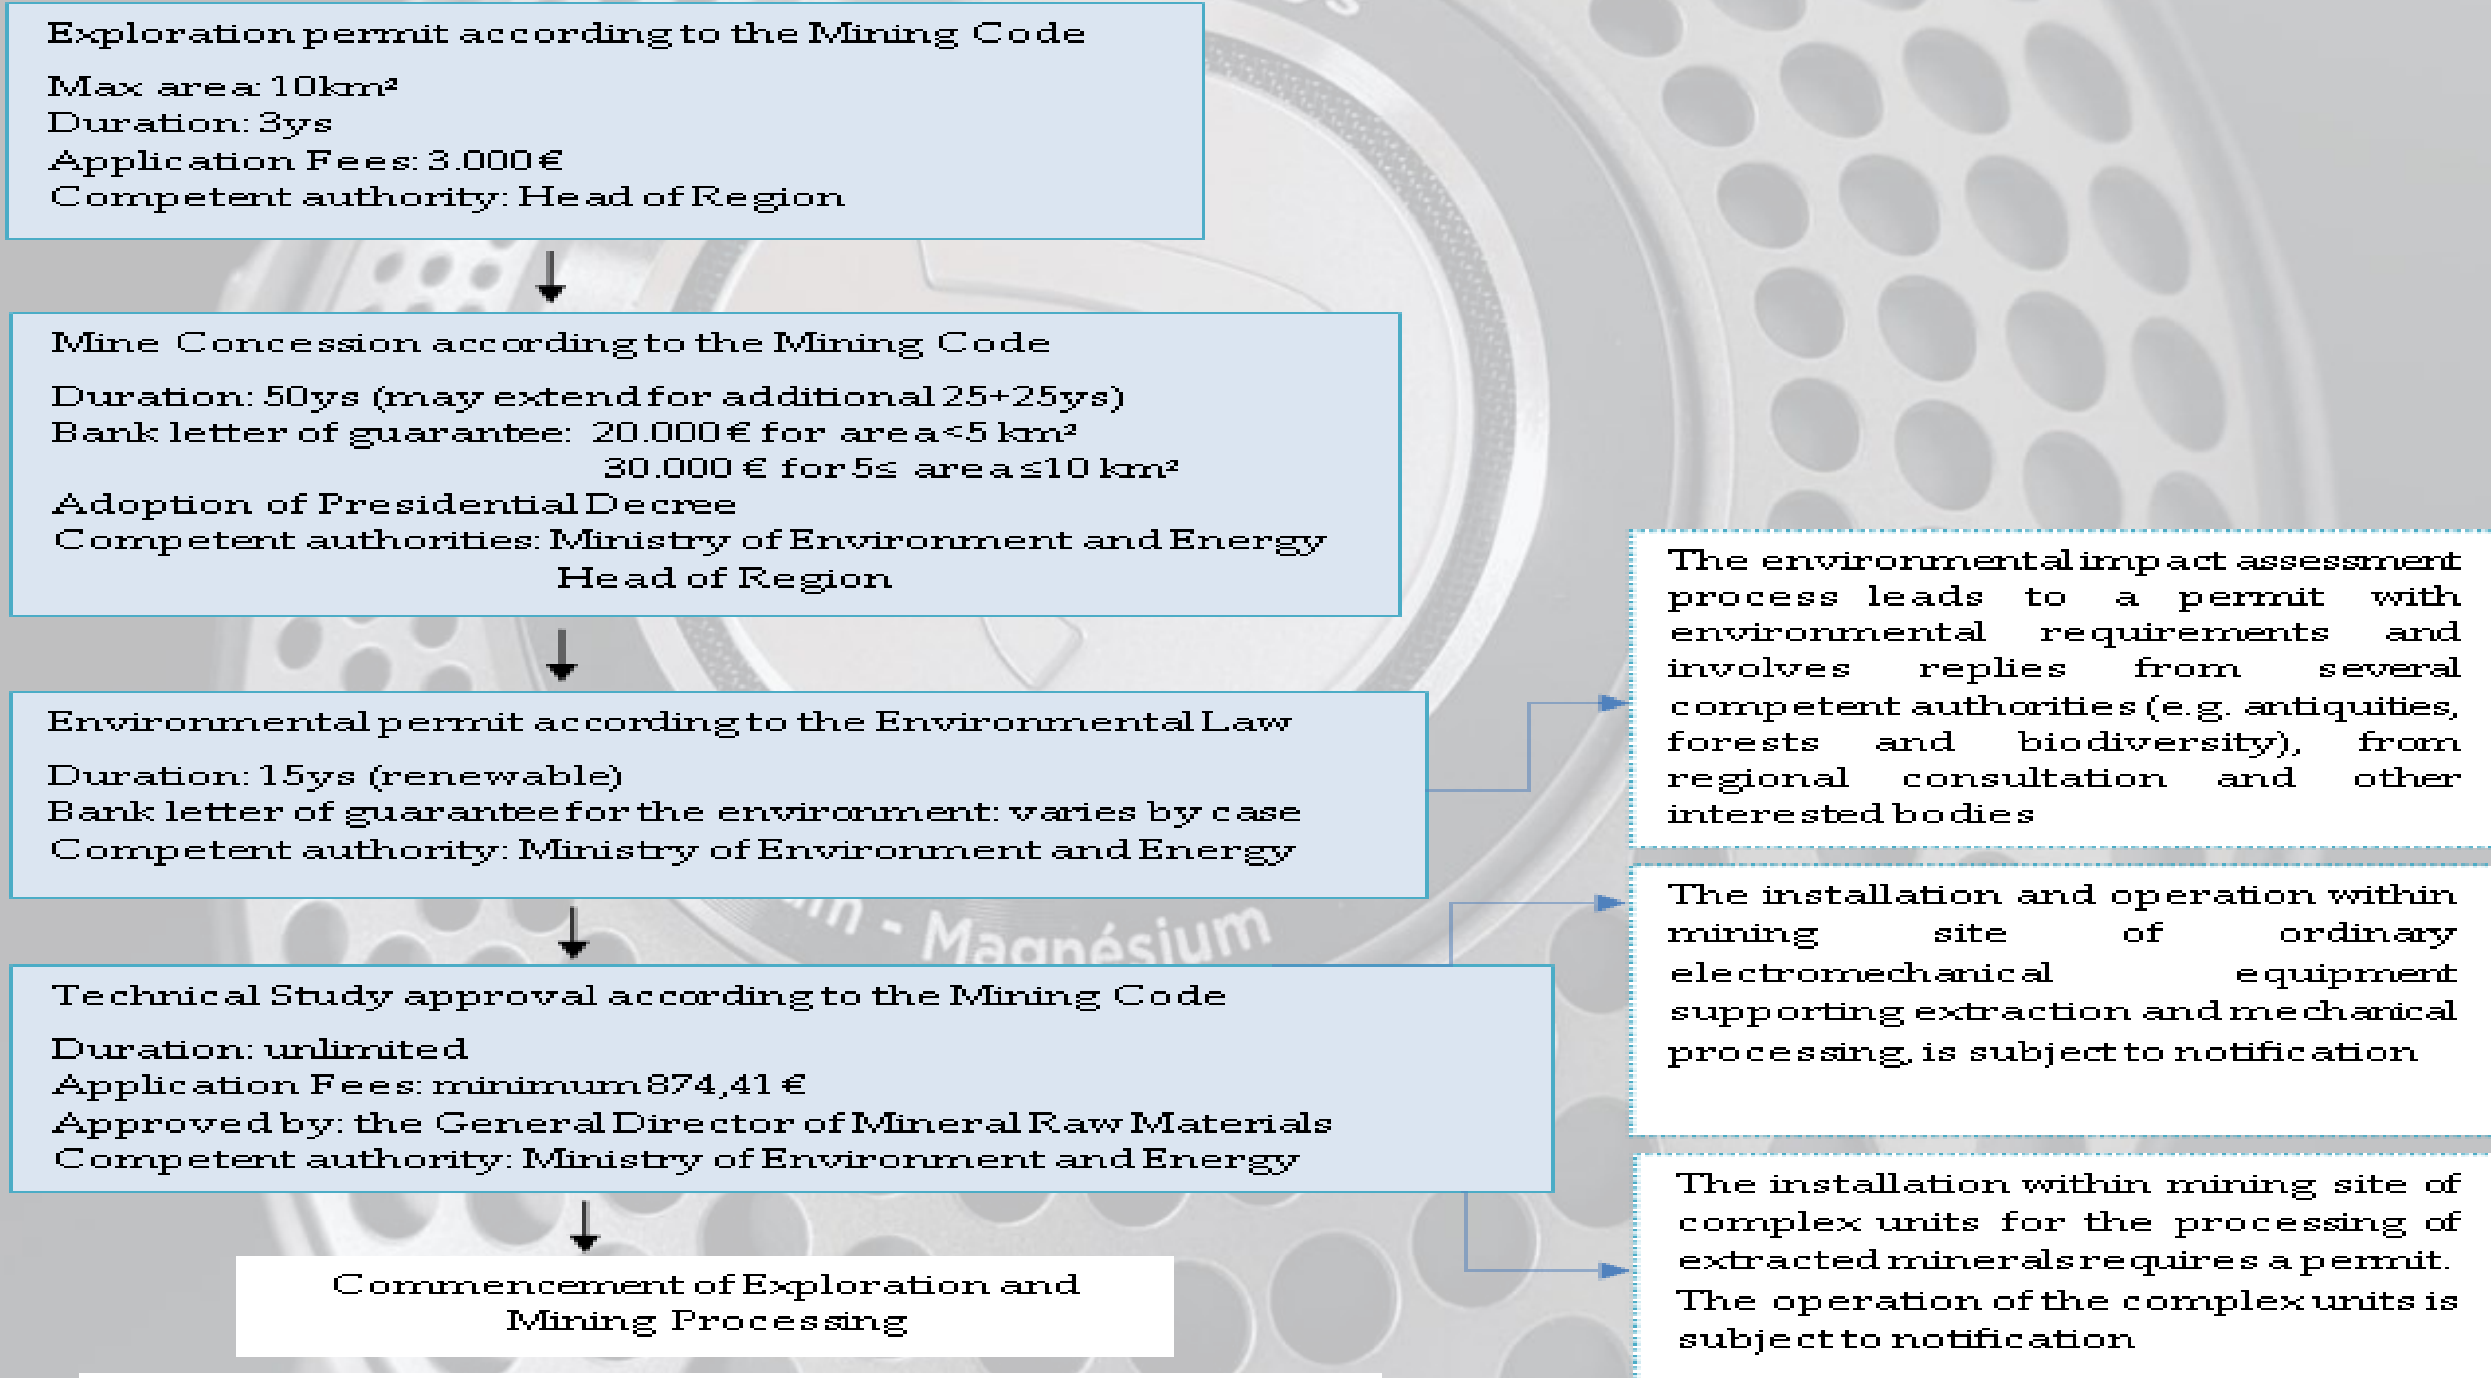 Exploration permit according to the Mining Code
Max area: 10km²
Duration: 3ys
Application Fees: 3.000 €
Competent authority: Head of Region
Mine Concession according to the Mining Code
Duration: 50ys (may extend for additional 25+25ys)
Bank letter of guarantee: 20.000 € for area<5 km²
30.000 € for 5≤ area ≤10 km²
Adoption of Presidential Decree
Competent authorities: Ministry of Environment and Energy
Head of Region
Environmental permit according to the Environmental Law
Duration: 15ys (renewable)
Bank letter of guarantee for the environment: varies by case
Competent authority: Ministry of Environment and Energy
The environmental impact assessment
process leads to a permit with
environmental requirements and
involves replies from several
competent authorities (e.g. antiquities,
forests and biodiversity), from
regional consultation and other
interested bodies
- Magnésium
Technical Study approval according to the Mining Code
Duration: unlimited
Application Fees: minimum 874,41 €
Approved by: the General Director of Mineral Raw Materials
Competent authority: Ministry of Environment and Energy
The installation and operation within
mining site of ordinary
electromechanical equipment
supporting extraction and mechanical
processing, is subject to notification
The installation within mining site of
complex units for the processing of
extracted minerals requires a permit.
The operation of the complex units is
subject to notification
Commencement of Exploration and
Mining Processing